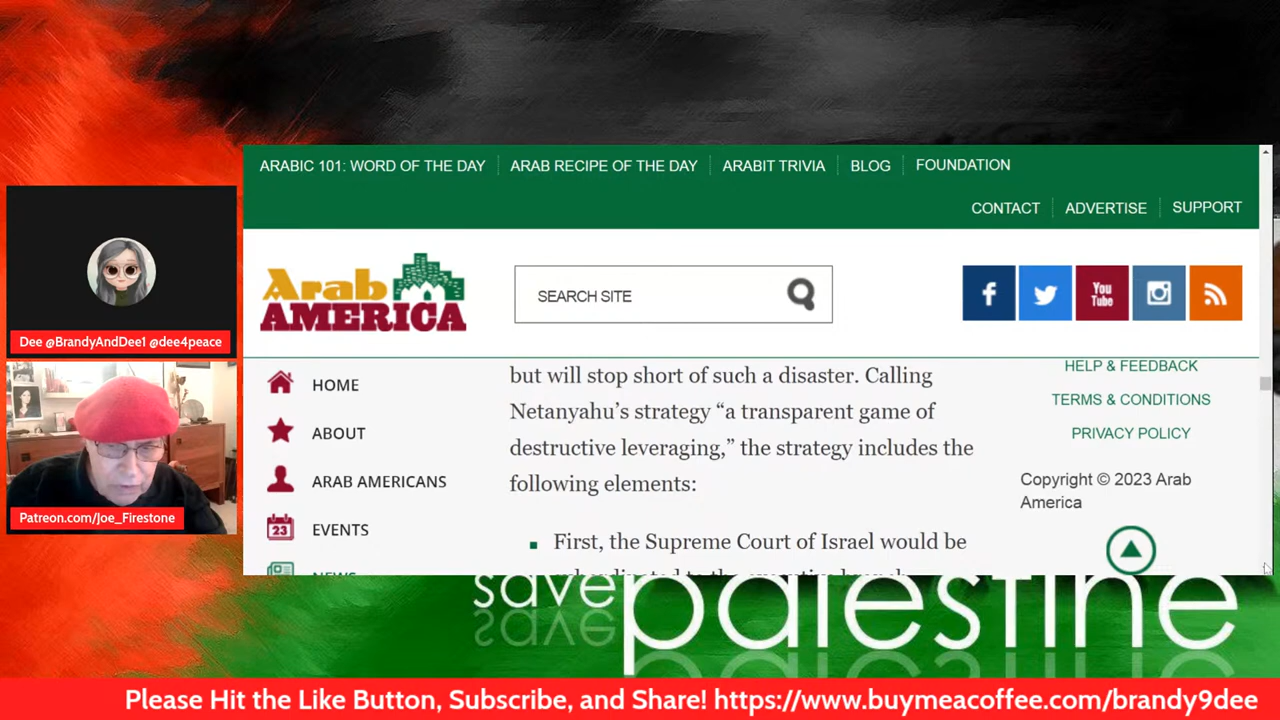 ARABIC 101: WORD OF THE DAY
ARAB RECIPE OF THE DAY
ARABIT TRIVIA
BLOG
FOUNDATION
CONTACT
ADVERTISE
SUPPORT
Arab
AMERICA
SEARCH SITE
You
Tube
HOME
ABOUT
ARAB AMERICANS
23
EVENTS
but will stop short of such a disaster. Calling
Netanyahu's strategy “a transparent game of
destructive leveraging,” the strategy includes the
following elements:
First, the Supreme Court of Israel would be
HELP & FEEDBACK
TERMS & CONDITIONS
PRIVACY POLICY
Copyright © 2023 Arab
America
Dee @BrandyAndDee1 @dee4peace
Patreon.com/Joe_Firestone
save palestine
Please Hit the Like Button, Subscribe, and Share! https://www.buymeacoffee.com/brandy9dee